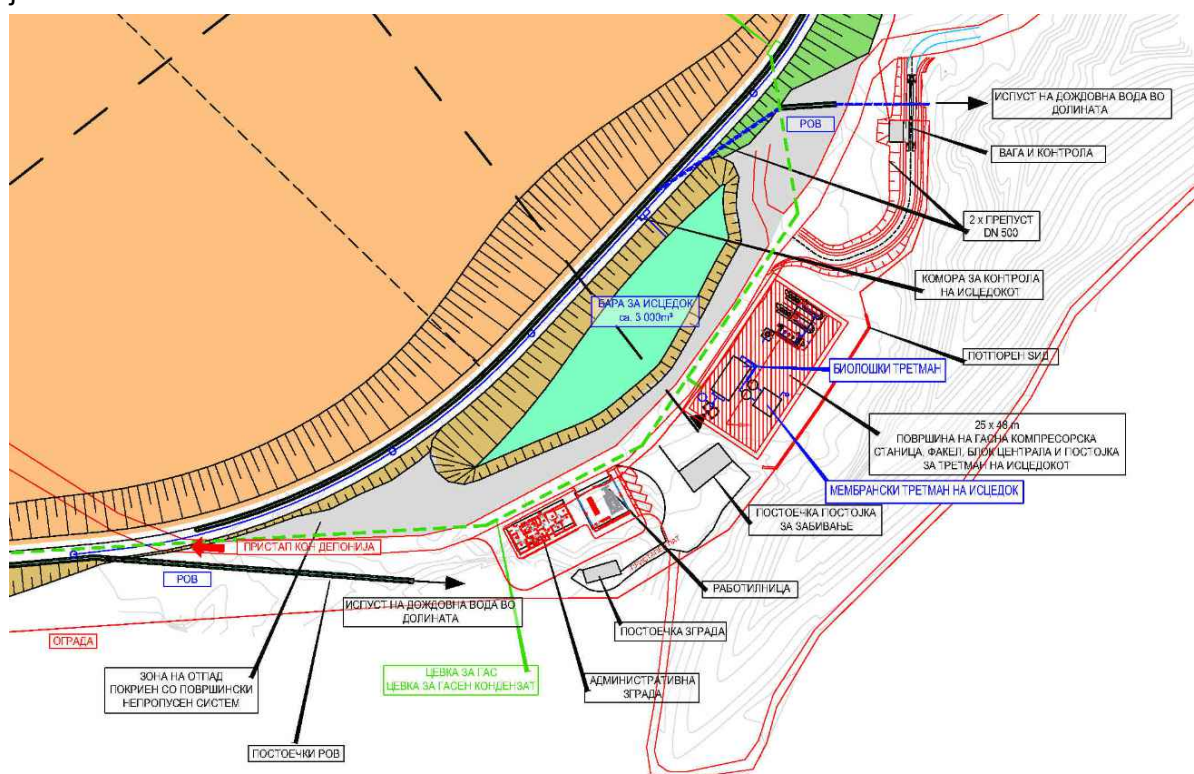 ИСПУСТ НА ДОЖДОВНА ВОДА ВО
ДОЛИНАТА
РОВ
ВАГА И КОНТРОЛА
2 x ПРЕПУСТ
DN 500
КОМОРА ЗА КОНТРОЛА
НА ИСЦЕДОКОТ
БАРА ЗА ИСЦЕДОК
ca. 3 000m³
ПОТПОРЕН ЅИД
БИОЛОШКИ ТРЕТМАН
25 x 48 m
ПОВРШИНА НА ГАСНА КОМПРЕСОРСКА
СТАНИЦА, ФАКЕЛ, БЛОК ЦЕНТРАЛА И ПОСТОЈКА
ЗА ТРЕТМАН НА ИСЦЕДОКОТ
МЕМБРАНСКИ ТРЕТМАН НА ИСЦЕДОК
ПОСТОЕЧКА ПОСТОЈКА
ЗА ЗАБИВАЊЕ
ПРИСТАП КОН ДЕПОНИЈА
РОВ
РАБОТИЛНИЦА
ИСПУСТ НА ДОЖДОВНА ВОДА ВО
ДОЛИНАТА
ПОСТОЕЧКА ЗГРАДА
ОГРАДА
ЗОНА НА ОТПАД
ПОКРИЕН СО ПОВРШИНСКИ
НЕПРОПУСЕН СИСТЕМ
ЦЕВКА ЗА ГАС
ЦЕВКА ЗА ГАСЕН КОНДЕНЗАТ
АДМИНИСТРАТИВНА
ЗГРАДА
ПОСТОЕЧКИ РОВ